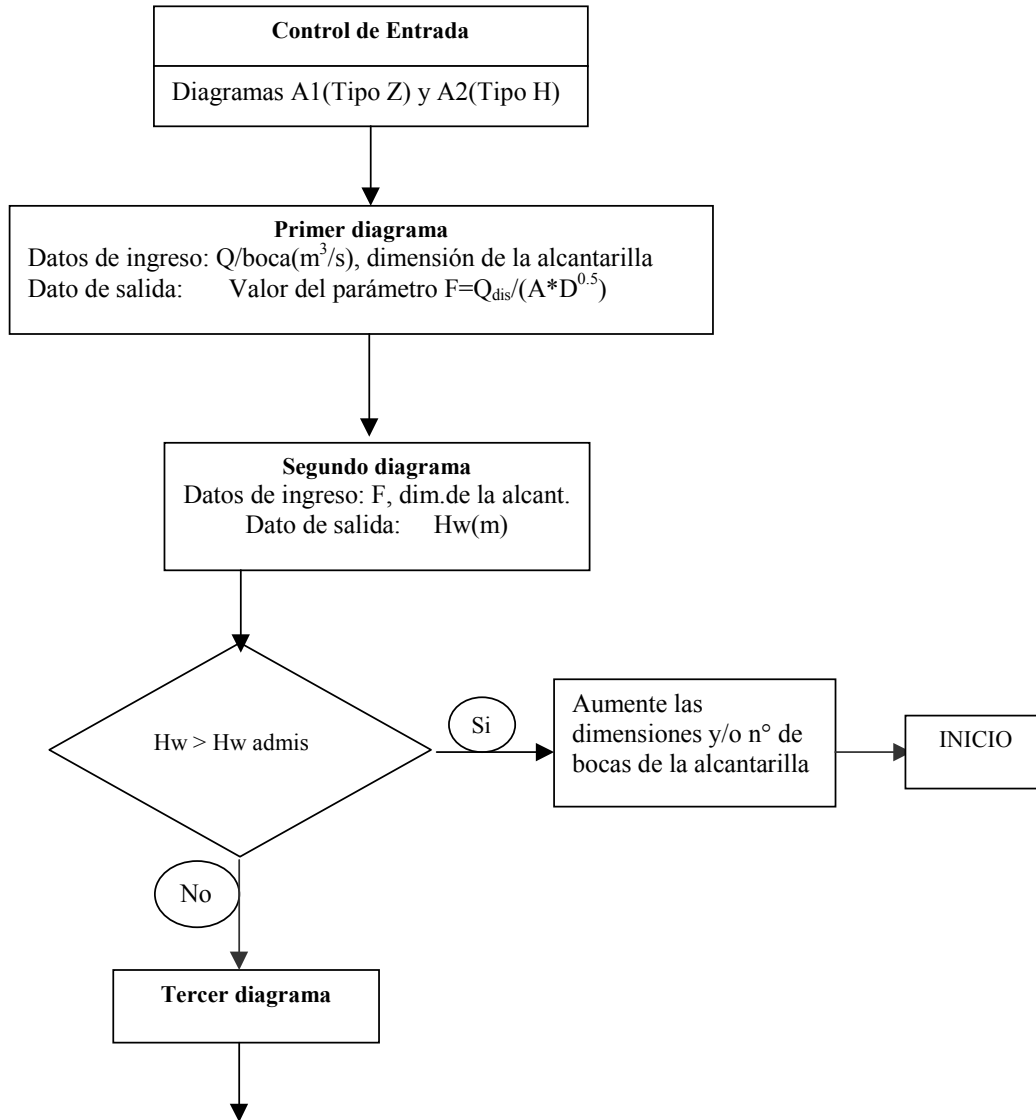 Control de Entrada
Diagramas A1(Tipo Z) y A2(Tipo H)
Primer diagrama
Datos de ingreso: Q/boca(m³/s), dimensión de la alcantarilla
Dato de salida: Valor del parámetro F=Q_dis/(A*D^0.5)
Segundo diagrama
Datos de ingreso: F, dim.de la alcant.
Dato de salida: Hw(m)
Hw > Hw admis
Si
Aumente las
dimensiones y/o n° de
bocas de la alcantarilla
INICIO
No
Tercer diagrama